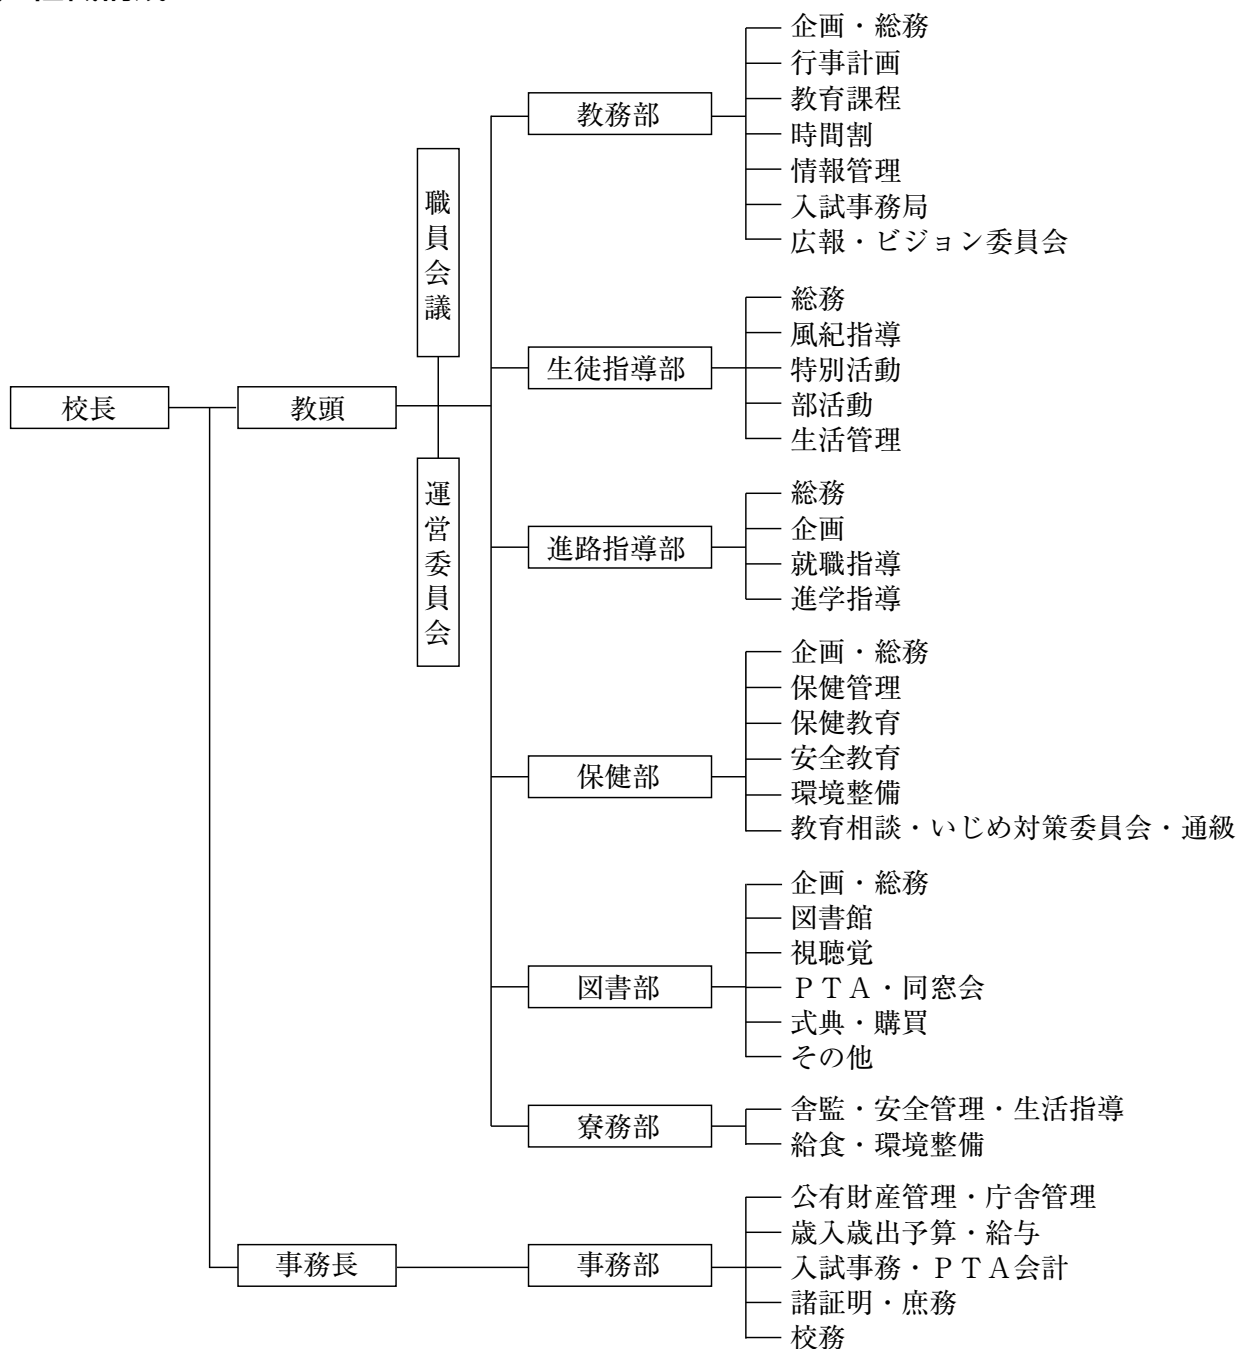 企画・総務
行事計画
教務部
教育課程
時間割
情報管理
入試事務局
広報・ビジョン委員会
職員会議
総務
風紀指導
生徒指導部
特別活動
部活動
生活管理
校長
教頭
運営委員会
総務
企画
進路指導部
就職指導
進学指導
企画・総務
保健管理
保健教育
保健部
安全教育
環境整備
教育相談・いじめ対策委員会・通級
企画・総務
図書館
視聴覚
図書部
ＰＴＡ・同窓会
式典・購買
その他
寮務部
舎監・安全管理・生活指導
給食・環境整備
公有財産管理・庁舎管理
歳入歳出予算・給与
事務長
事務部
入試事務・ＰＴＡ会計
諸証明・庶務
校務